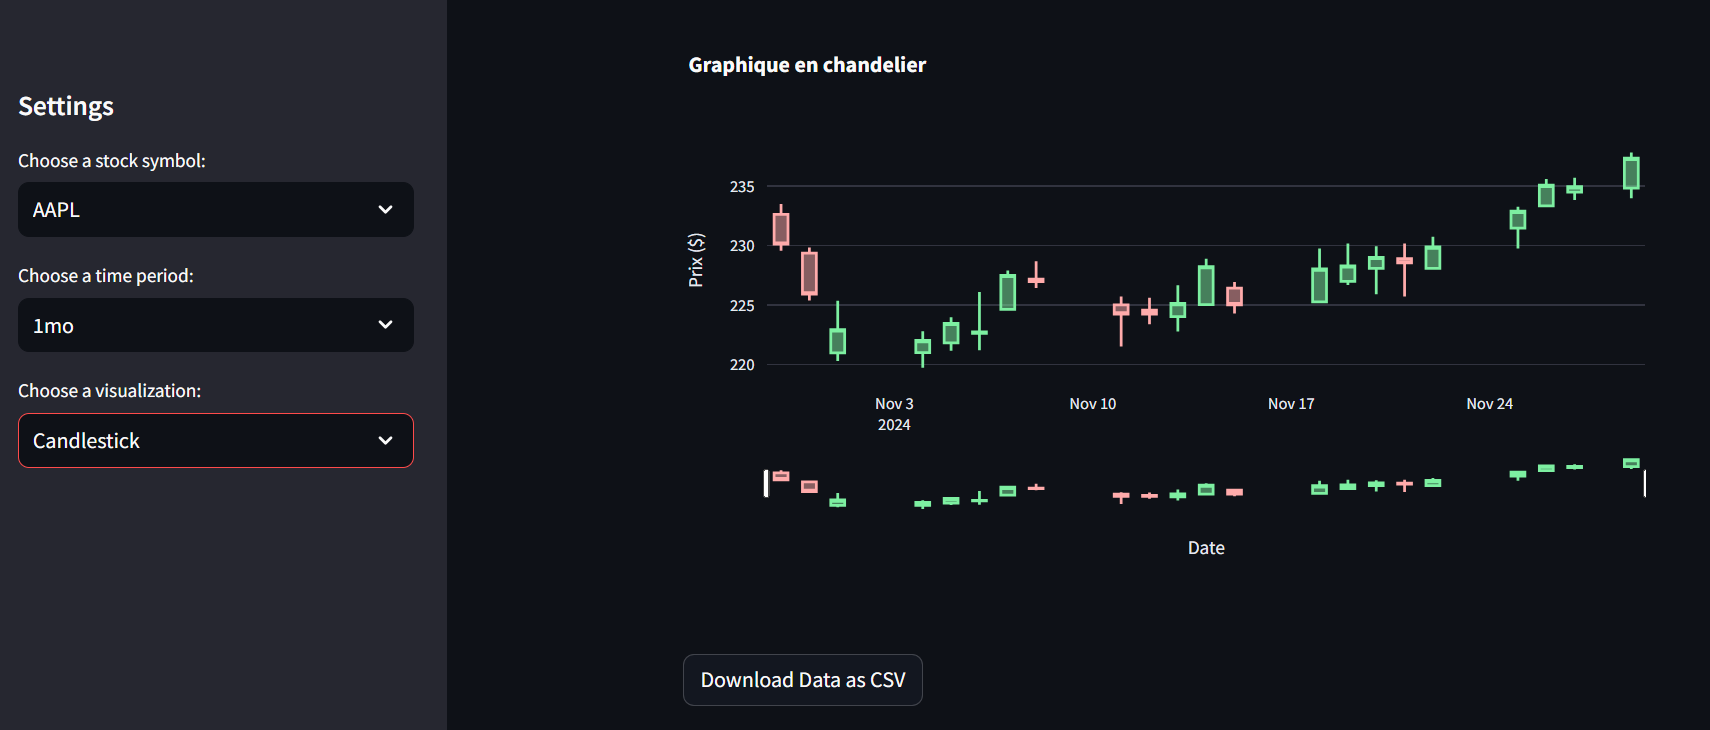 Settings
Choose a stock symbol:
AAPL
Choose a time period:
1mo
Choose a visualization:
Candlestick
Graphique en chandelier
Prix ($)
235
230
225
220
Nov 3
2024
Nov 10
Nov 17
Nov 24
Date
Download Data as CSV